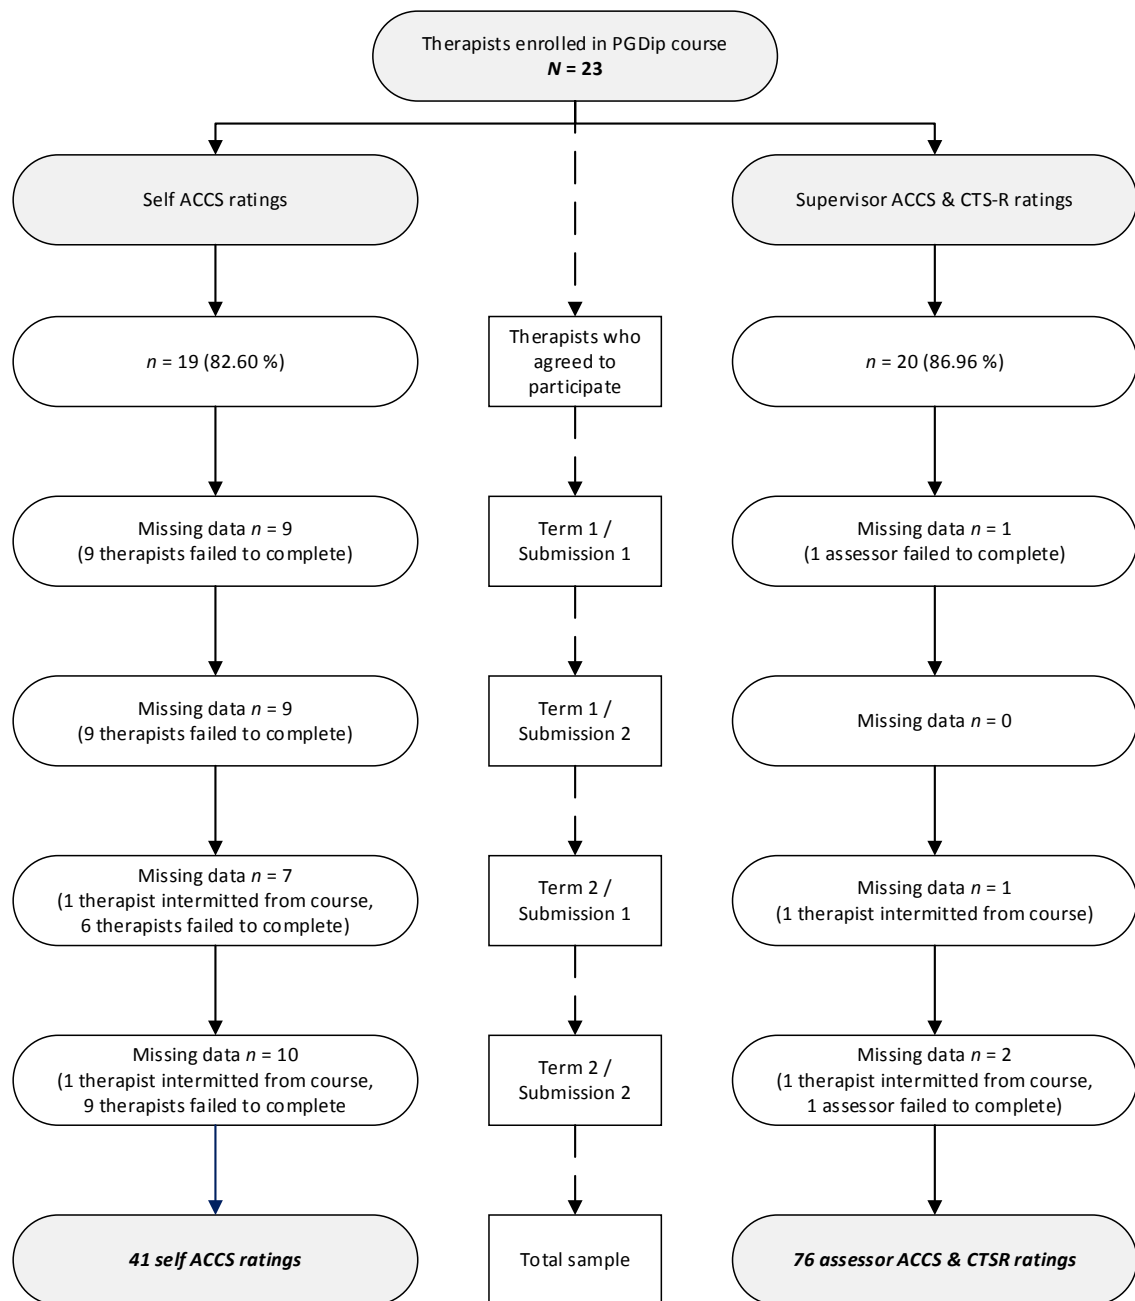 Therapists enrolled in PGDip course
N = 23
Self ACCS ratings
Supervisor ACCS & CTS-R ratings
n = 19 (82.60 %)
Therapists who
agreed to
participate
n = 20 (86.96 %)
Missing data n = 9
(9 therapists failed to complete)
Term 1 /
Submission 1
Missing data n = 1
(1 assessor failed to complete)
Missing data n = 9
(9 therapists failed to complete)
Term 1 /
Submission 2
Missing data n = 0
Missing data n = 7
(1 therapist intermitted from course,
6 therapists failed to complete)
Term 2 /
Submission 1
Missing data n = 1
(1 therapist intermitted from course)
Missing data n = 10
(1 therapist intermitted from course,
9 therapists failed to complete
Term 2 /
Submission 2
Missing data n = 2
(1 therapist intermitted from course,
1 assessor failed to complete)
41 self ACCS ratings
Total sample
76 assessor ACCS & CTSR ratings